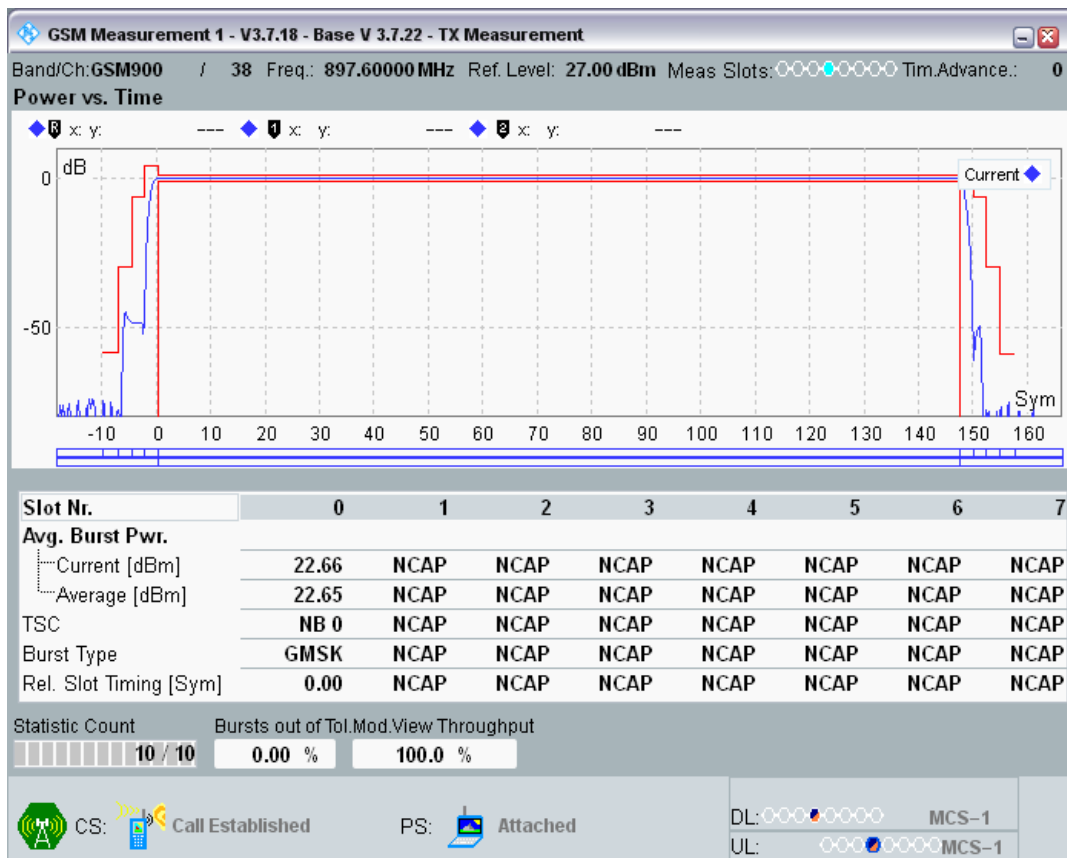 GSM Measurement 1 - V3.7.18 - Base V 3.7.22 - TX Measurement
Band/Ch:GSM900 / 38 Freq.: 897.60000 MHz Ref. Level: 27.00 dBm Meas Slots: Tim.Advance.: 0
Power vs. Time
R x: y: --- 1 x: y: --- 2 x: y: ---
dB
Current
0
-50
Sym
-10 0 10 20 30 40 50 60 70 80 90 100 110 120 130 140 150 160
Slot Nr. 0 1 2 3 4 5 6 7
Avg. Burst Pwr.
Current [dBm] 22.66 NCAP NCAP NCAP NCAP NCAP NCAP NCAP
Average [dBm] 22.65 NCAP NCAP NCAP NCAP NCAP NCAP NCAP
TSC NB 0 NCAP NCAP NCAP NCAP NCAP NCAP NCAP
Burst Type GMSK NCAP NCAP NCAP NCAP NCAP NCAP NCAP
Rel. Slot Timing [Sym] 0.00 NCAP NCAP NCAP NCAP NCAP NCAP NCAP
Statistic Count Bursts out of Tol.Mod.View Throughput
10 / 10 0.00 % 100.0 %
CS: Call Established PS: Attached
DL: MCS-1
UL: MCS-1